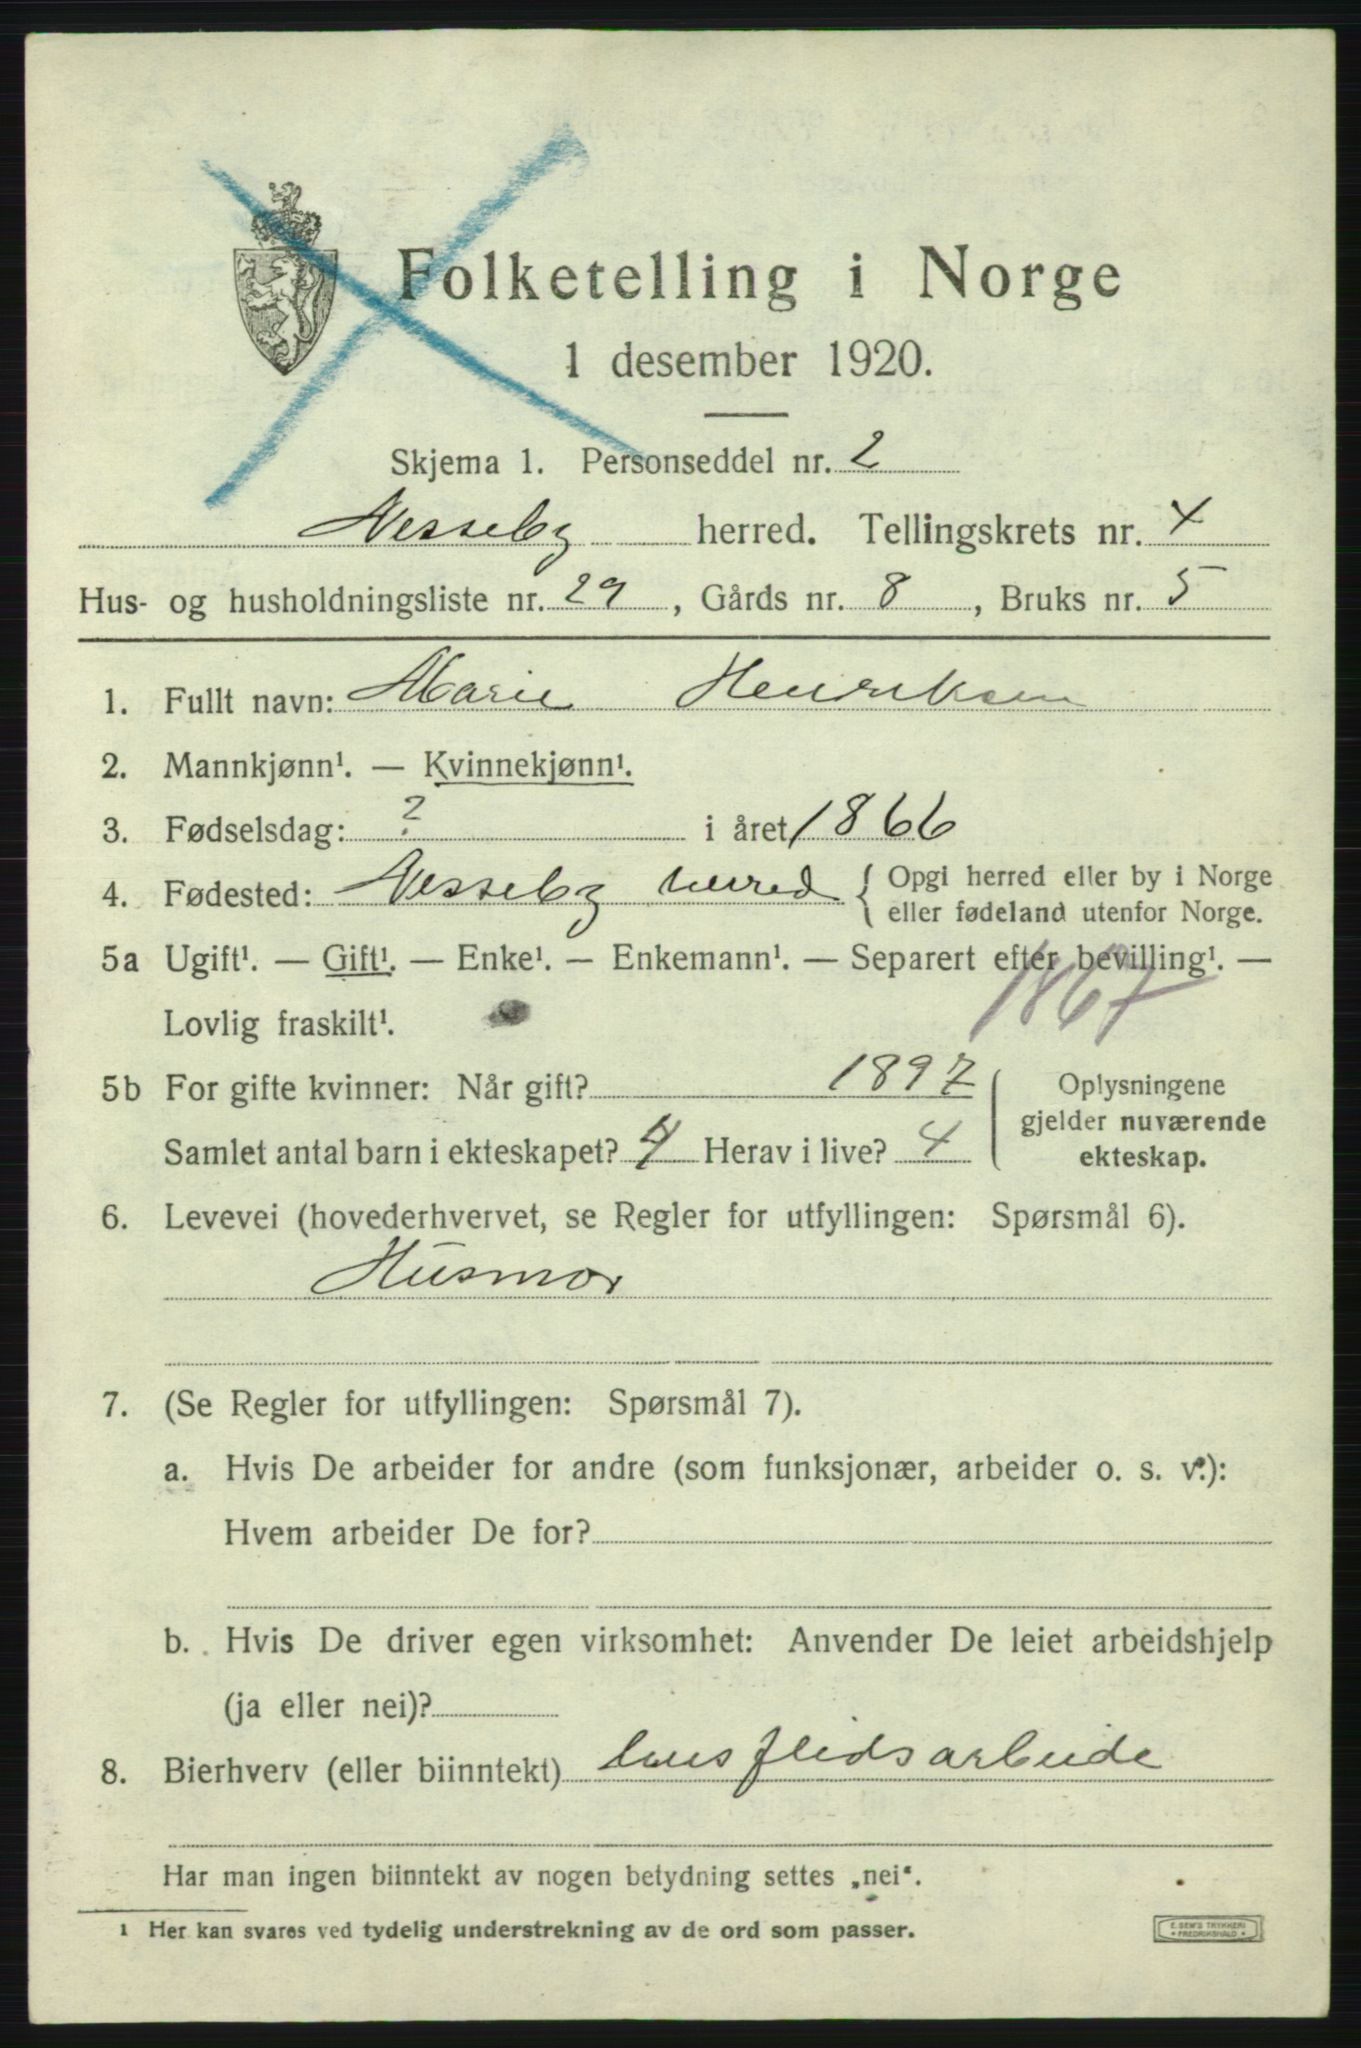 Folketelling i Norge
1 desember 1920.
Skjema 1. Personseddel nr. 2
Nesseby herred. Tellingskrets nr. 4
Hus- og husholdningsliste nr. 29, Gårds nr. 8, Bruks nr. 5
1. Fullt navn: Marie Henriksen
2. Mannkjønn¹. — Kvinnekjønn¹.
3. Fødselsdag: ? i året 1866
4. Fødested: Nesseby herred { Opgi herred eller by i Norge
eller fødeland utenfor Norge.
5a Ugift¹. — Gift¹. — Enke¹. — Enkemann¹. — Separert efter bevilling¹. —
Lovlig fraskilt¹. 1867
5b For gifte kvinner: Når gift? 1897
Samlet antal barn i ekteskapet? 4 Herav i live? 4
Oplysningene
gjelder nuværende
ekteskap.
6. Levevei (hovederhvervet, se Regler for utfyllingen: Spørsmål 6).
Husmor
7. (Se Regler for utfyllingen: Spørsmål 7).
a. Hvis De arbeider for andre (som funksjonær, arbeider o. s. v.):
Hvem arbeider De for?
b. Hvis De driver egen virksomhet: Anvender De leiet arbeidshjelp
(ja eller nei)?
8. Bierhverv (eller biinntekt) husflidsarbeide
Har man ingen biinntekt av nogen betydning settes „nei“.
1 Her kan svares ved tydelig understrekning av de ord som passer.
E. SEM'S TRYKKERI
• FREDRIKSHALD •